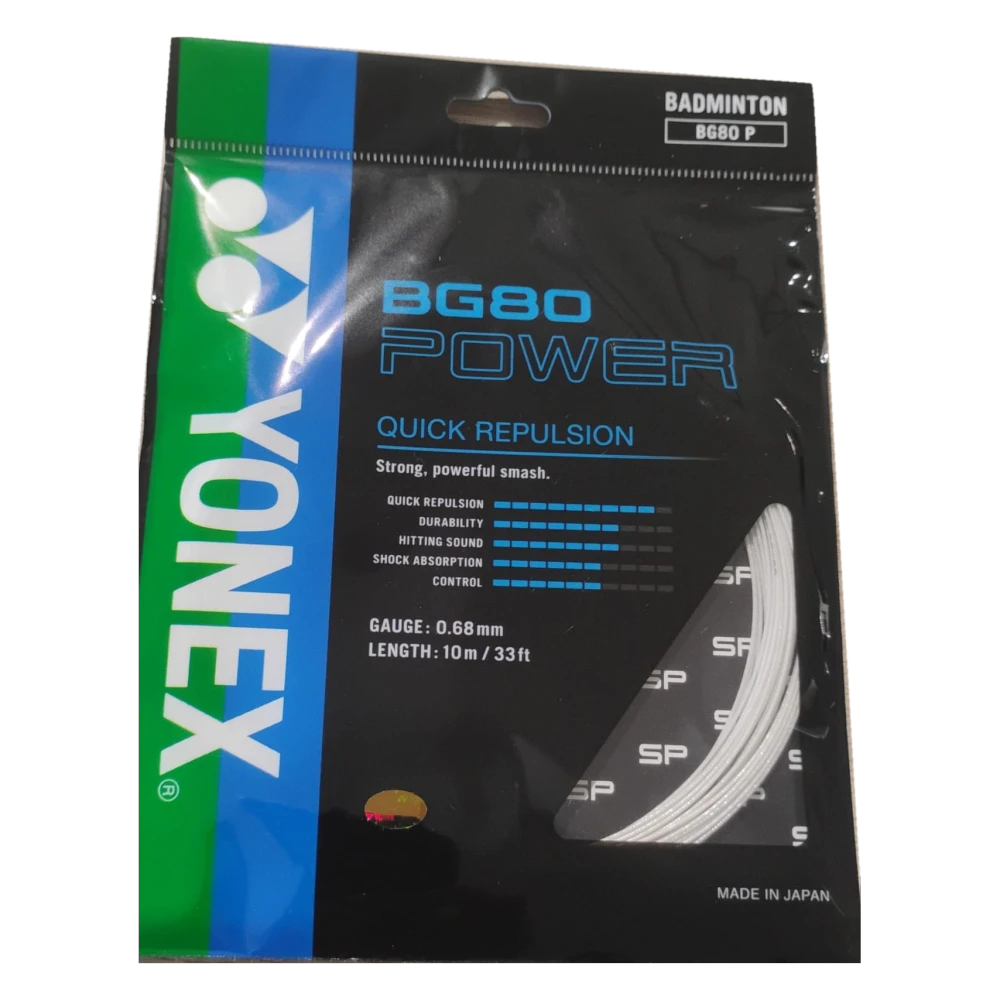 BADMINTON
BG80 P
YONEX®
BG80
POWER
QUICK REPULSION
Strong, powerful smash.
QUICK REPULSION
DURABILITY
HITTING SOUND
SHOCK ABSORPTION
CONTROL
GAUGE: 0.68mm
LENGTH: 10m / 33ft
SP
SP
SP
SP
SP
MADE IN JAPAN